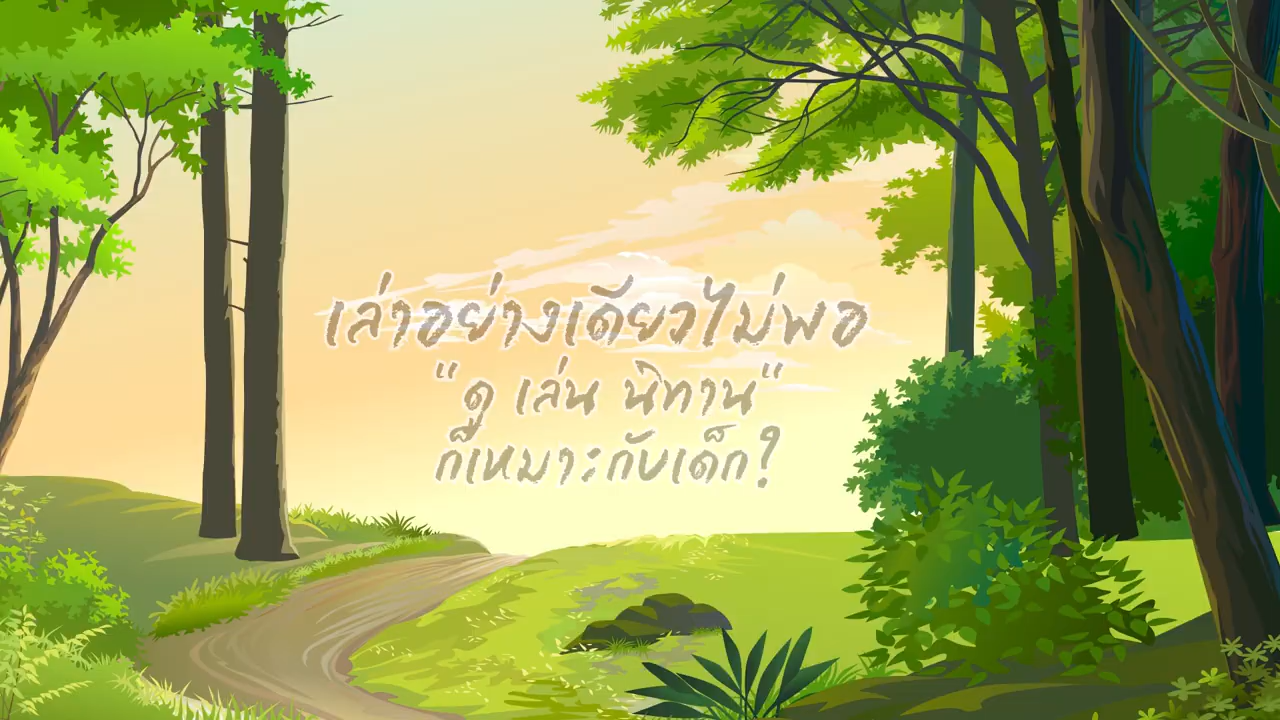 เล่าอย่างเดียวไม่พอ
"ดู เล่น นิทาน"
ก็เหมาะกับเด็ก?